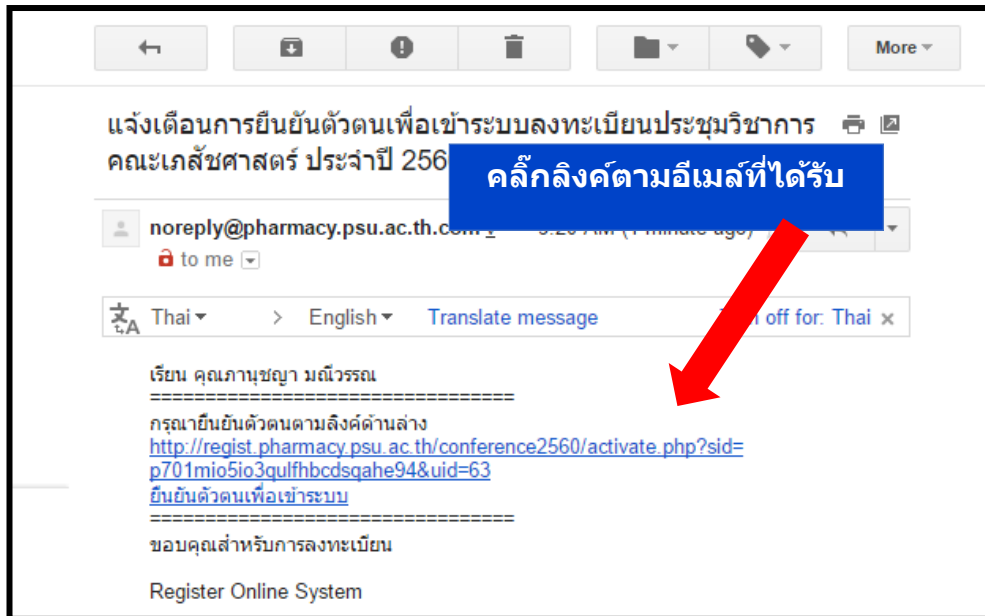 More
แจ้งเตือนการยืนยันตัวตนเพื่อเข้าระบบลงทะเบียนประชุมวิชาการ
คณะเภสัชศาสตร์ ประจำปี
คลิ๊กลิงค์ตามอีเมล์ที่ได้รับ
noreply@pharmacy.psu.ac.th.com
to me
Thai > English Translate message off for: Thai ×
เรียน คุณภานุชญา มณีวรรณ
==================================
กรุณายืนยันตัวตนตามลิงค์ด้านล่าง
http://regist.pharmacy.psu.ac.th/conference2560/activate.php?sid=
p701mio5io3qulfhbcdsqahe94&uid=63
ยืนยันตัวตนเพื่อเข้าระบบ
==================================
ขอบคุณสำหรับการลงทะเบียน
Register Online System